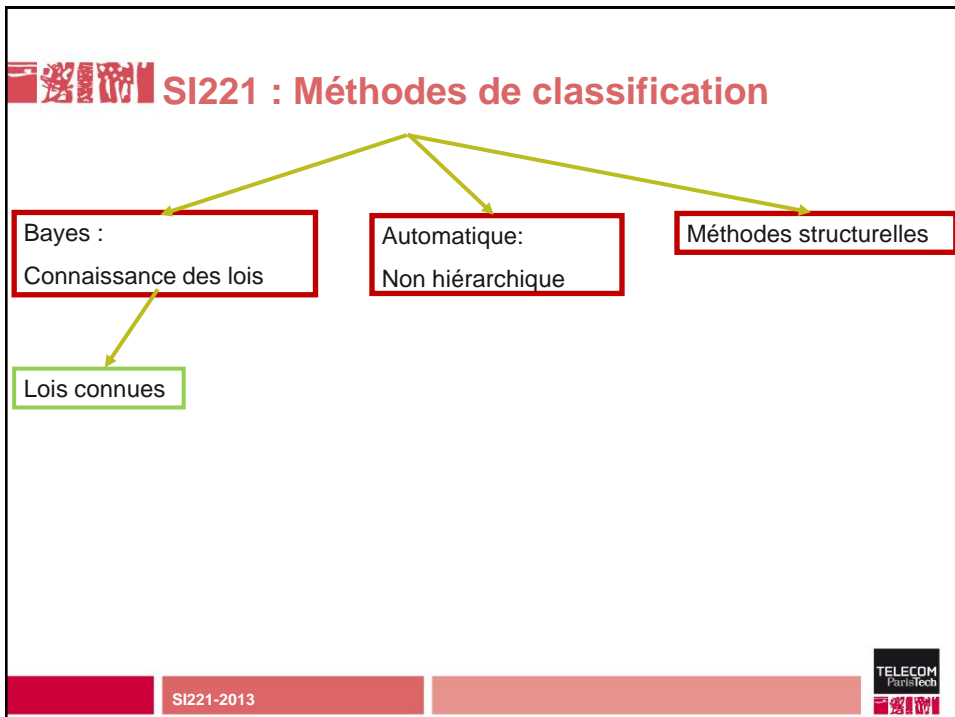 SI221 : Méthodes de classification
Bayes :
Connaissance des lois
Automatique:
Non hiérarchique
Méthodes structurelles
Lois connues
SI221-2013
TELECOM
ParisTech